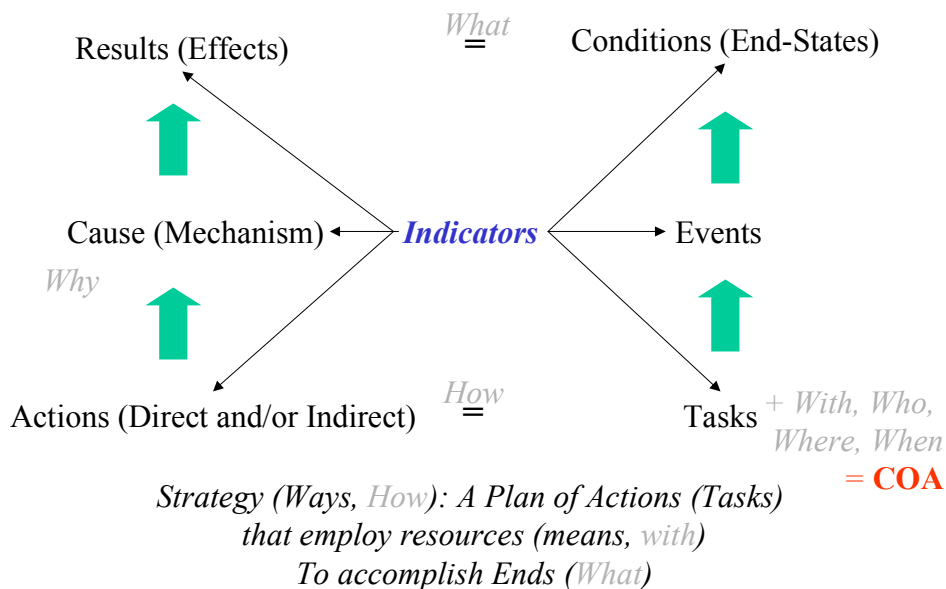 What
Results (Effects) = Conditions (End-States)
Cause (Mechanism) Indicators Events
Why
How
Actions (Direct and/or Indirect) = Tasks + With, Who,
Where, When
= COA
Strategy (Ways, How): A Plan of Actions (Tasks)
that employ resources (means, with)
To accomplish Ends (What)